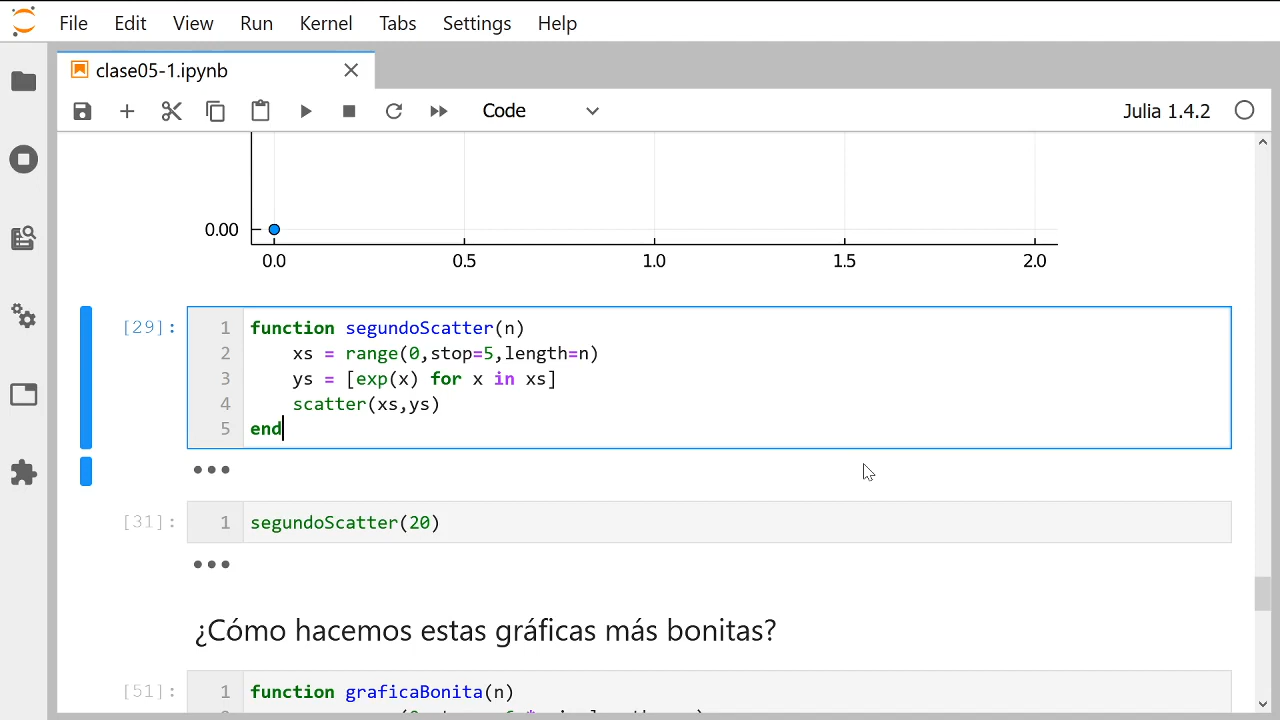 File Edit View Run Kernel Tabs Settings Help
clase05-1.ipynb
Code
Julia 1.4.2
0.00
0.0 0.5 1.0 1.5 2.0
[29]:
1 function segundoScatter(n)
2 xs = range(0,stop=5,length=n)
3 ys = [exp(x) for x in xs]
4 scatter(xs,ys)
5 end
[31]: 1 segundoScatter(20)
¿Cómo hacemos estas gráficas más bonitas?
[51]: 1 function graficaBonita(n)